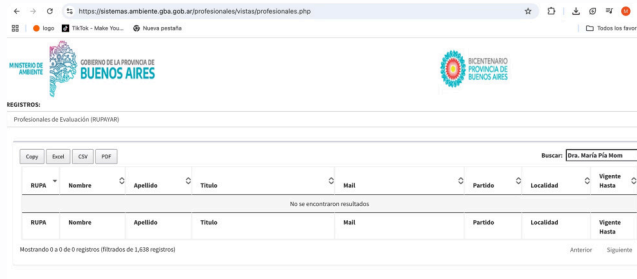 https://sistemas.ambiente.gba.gob.ar/profesionales/vistas/profesionales.php
logo TikTok - Make You... Nueva pestaña Todos los favor
MINISTERIO DE
AMBIENTE
GOBIERNO DE LA PROVINCIA DE
BUENOS AIRES
BICENTENARIO
PROVINCIA DE
BUENOS AIRES
REGISTROS:
Profesionales de Evaluación (RUPAYAR)
Copy Excel CSV PDF Buscar: Dra. María Pía Mom
RUPA Nombre Apellido Titulo Mail Partido Localidad Vigente Hasta
No se encontraron resultados
RUPA Nombre Apellido Titulo Mail Partido Localidad Vigente Hasta
Mostrando 0 a 0 de 0 registros (filtrados de 1,638 registros) Anterior Siguiente